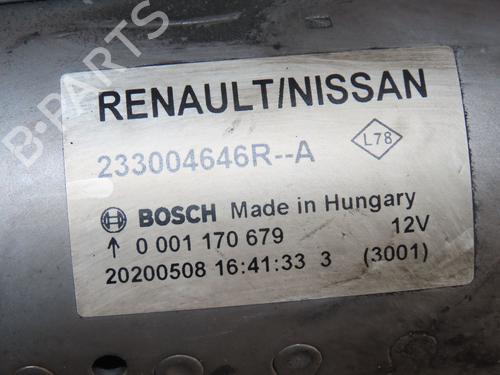 B-PARTS
RENAULT/NISSAN
233004646R--A
L78
BOSCH Made in Hungary
0 001 170 679 12V
20200508 16:41:33 3 (3001)